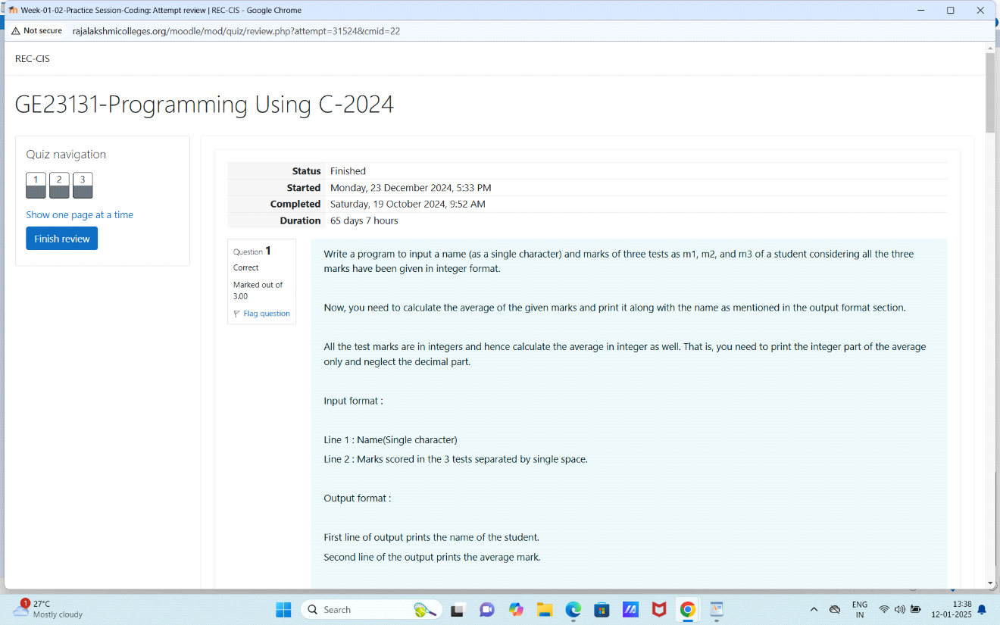 Week-01-02-Practice Session-Coding: Attempt review | REC-CIS - Google Chrome
Not secure rajalakshmicolleges.org/moodle/mod/quiz/review.php?attempt=31524&cmid=22
REC-CIS
GE23131-Programming Using C-2024
Quiz navigation
1 2 3
Show one page at a time
Finish review
Status Finished
Started Monday, 23 December 2024, 5:33 PM
Completed Saturday, 19 October 2024, 9:52 AM
Duration 65 days 7 hours
Question 1
Correct
Marked out of
3.00
Flag question
Write a program to input a name (as a single character) and marks of three tests as m1, m2, and m3 of a student considering all the three
marks have been given in integer format.
Now, you need to calculate the average of the given marks and print it along with the name as mentioned in the output format section.
All the test marks are in integers and hence calculate the average in integer as well. That is, you need to print the integer part of the average
only and neglect the decimal part.
Input format :
Line 1 : Name(Single character)
Line 2 : Marks scored in the 3 tests separated by single space.
Output format :
First line of output prints the name of the student.
Second line of the output prints the average mark.
1
27°C
Mostly cloudy
Search
ENG
IN
13:38
12-01-2025